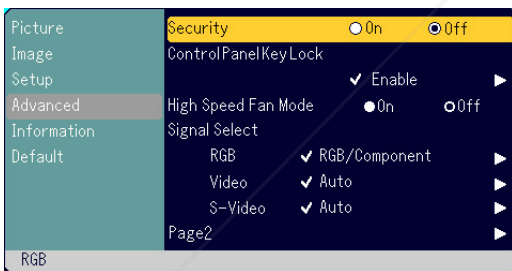 Picture
Image
Setup
Advanced
Information
Default
Security On Off
ControlPanelKeyLock
Enable
High Speed Fan Mode On Off
Signal Select
RGB RGB/Component
Video Auto
S-Video Auto
Page2
RGB